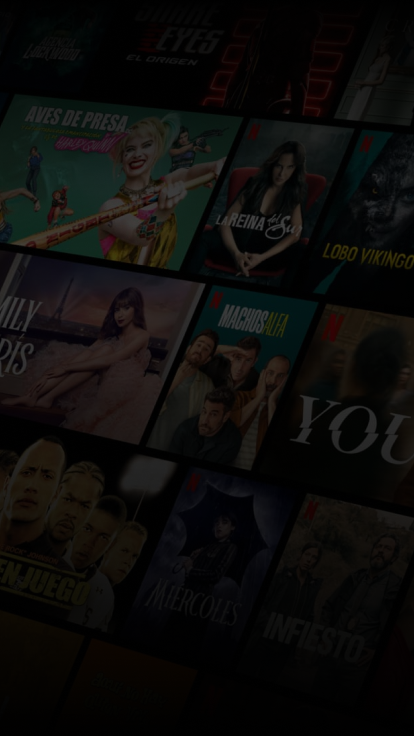 EYES
EL ORIGEN
AVES DE PRESA
LA REINA del Sur
LOBO VIKINGO
MILY
RIS
MACHOS ALFA
YOU
EN JUEGO
MIÉRCOLES
INFIESTO